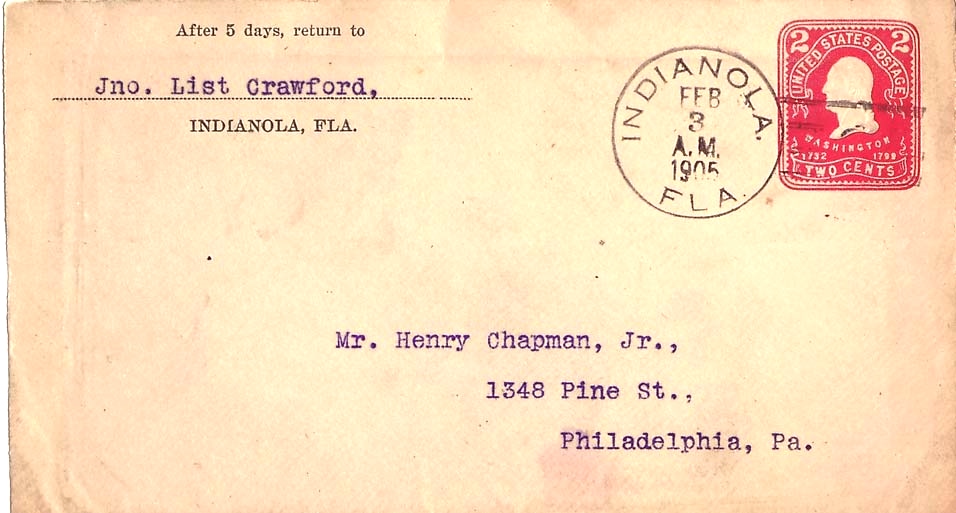 After 5 days, return to
Jno. List Crawford,
INDIANOLA, FLA.
INDIANOLA.
FEB
3
A.M.
1905
FLA.
2 2
UNITED STATES POSTAGE
WASHINGTON
1732 1799
TWO CENTS
Mr. Henry Chapman, Jr.,
1348 Pine St.,
Philadelphia, Pa.